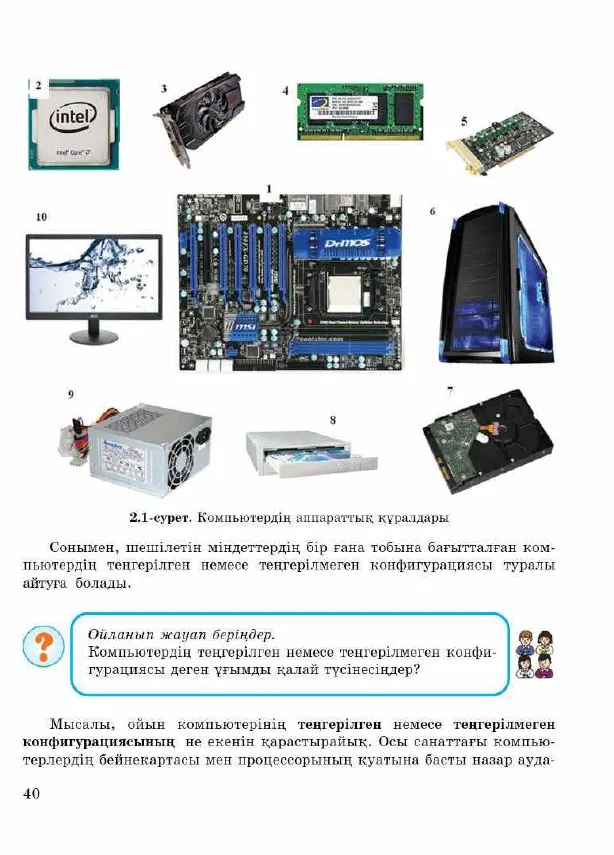 2
3
4
5
intel
intel Core i7
1
10
6
DrMOS
msi
9
8
7
2.1-сурет. Компьютердің аппараттық құралдары
Сонымен, шешілетін міндеттердің бір ғана тобына бағытталған ком-
пьютердің теңгерілген немесе теңгерілмеген конфигурациясы туралы
айтуға болады.
Ойланып жауап беріңдер.
Компьютердің теңгерілген немесе теңгерілмеген конфи-
гурациясы деген ұғымды қалай түсінесіңдер?
?
Мысалы, ойын компьютерінің теңгерілген немесе теңгерілмеген
конфигурациясының не екенін қарастырайық. Осы санаттағы компью-
терлердің бейнекартасы мен процессорының қуатына басты назар ауда-
40